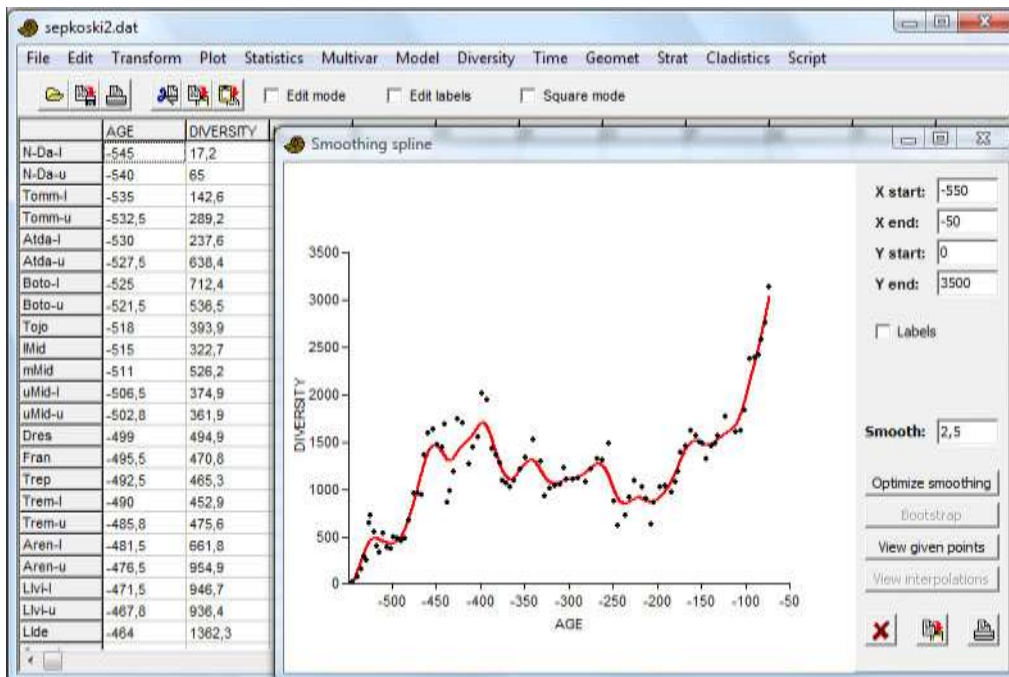 sepkoski2.dat
File Edit Transform Plot Statistics Multivar Model Diversity Time Geomet Strat Cladistics Script
Edit mode Edit labels Square mode
AGE DIVERSITY
N-Da-l -545 17,2
N-Da-u -540 65
Tomm-l -535 142,6
Tomm-u -532,5 289,2
Atda-l -530 237,6
Atda-u -527,5 638,4
Boto-l -525 712,4
Boto-u -521,5 536,5
Tojo -518 393,9
lMid -515 322,7
mMid -511 526,2
uMid-l -506,5 374,9
uMid-u -502,8 361,9
Dres -499 494,9
Fran -495,5 470,8
Trep -492,5 465,3
Trem-l -490 452,9
Trem-u -485,8 475,6
Aren-l -481,5 661,8
Aren-u -476,5 954,9
Llvi-l -471,5 946,7
Llvi-u -467,8 936,4
Llde -464 1362,3
Smoothing spline
3500
3000
2500
2000
1500
1000
500
0
DIVERSITY
-500 -450 -400 -350 -300 -250 -200 -150 -100 -50
AGE
X start: -550
X end: -50
Y start: 0
Y end: 3500
Labels
Smooth: 2,5
Optimize smoothing
Bootstrap
View given points
View interpolations